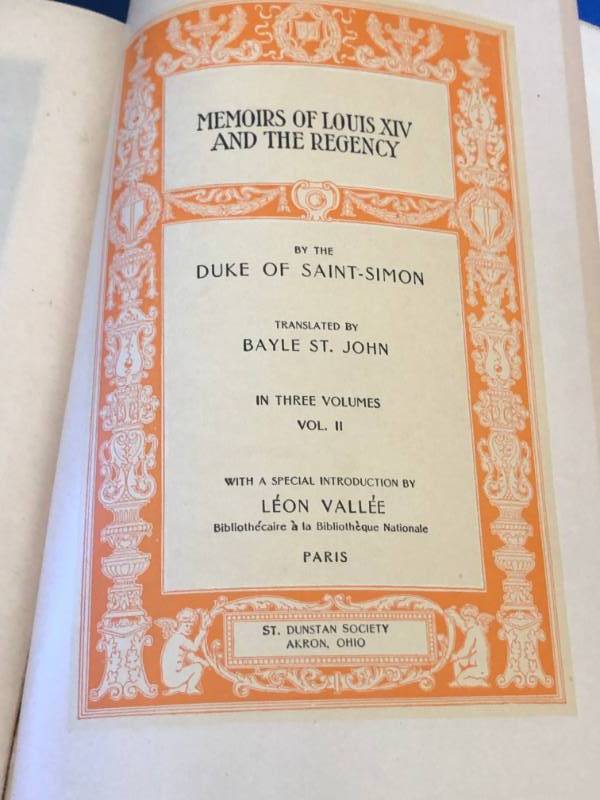 MEMOIRS OF LOUIS XIV
AND THE REGENCY
BY THE
DUKE OF SAINT-SIMON
TRANSLATED BY
BAYLE ST. JOHN
IN THREE VOLUMES
VOL. II
WITH A SPECIAL INTRODUCTION BY
LÉON VALLÉE
Bibliothécaire à la Bibliothèque Nationale
PARIS
ST. DUNSTAN SOCIETY
AKRON, OHIO